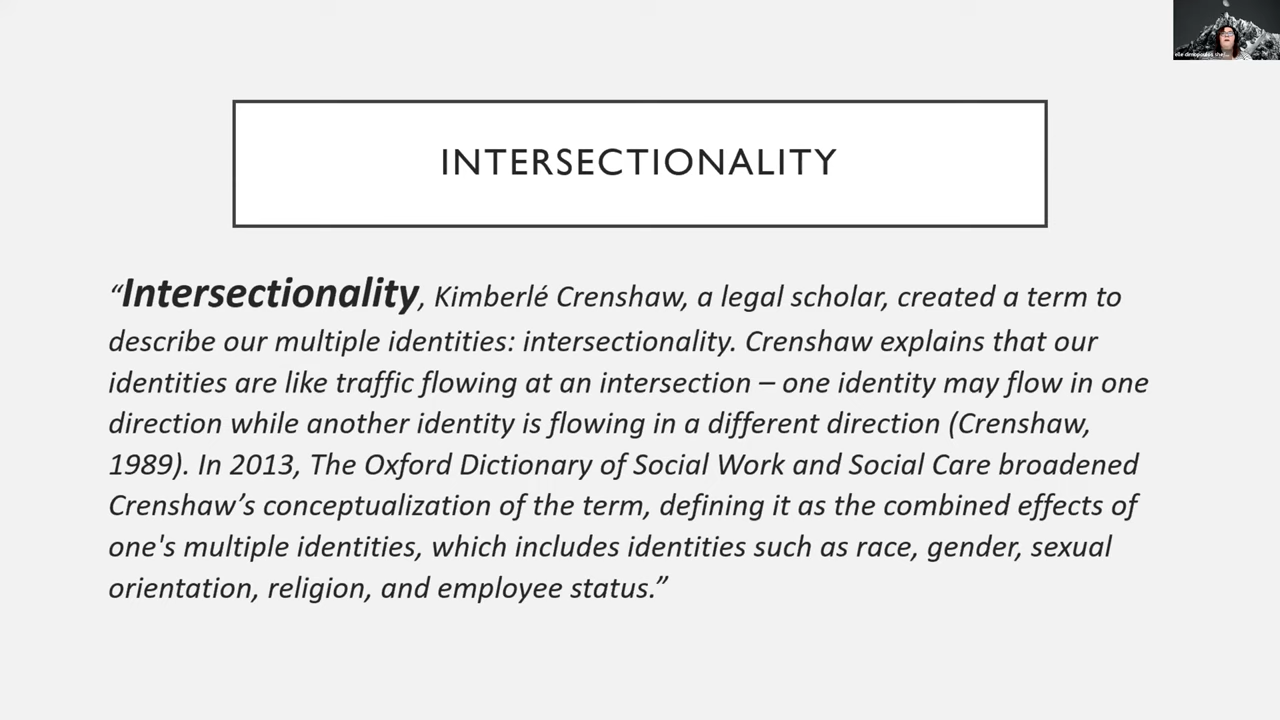 INTERSECTIONALITY
“Intersectionality, Kimberlé Crenshaw, a legal scholar, created a term to
describe our multiple identities: intersectionality. Crenshaw explains that our
identities are like traffic flowing at an intersection – one identity may flow in one
direction while another identity is flowing in a different direction (Crenshaw,
1989). In 2013, The Oxford Dictionary of Social Work and Social Care broadened
Crenshaw’s conceptualization of the term, defining it as the combined effects of
one's multiple identities, which includes identities such as race, gender, sexual
orientation, religion, and employee status.”